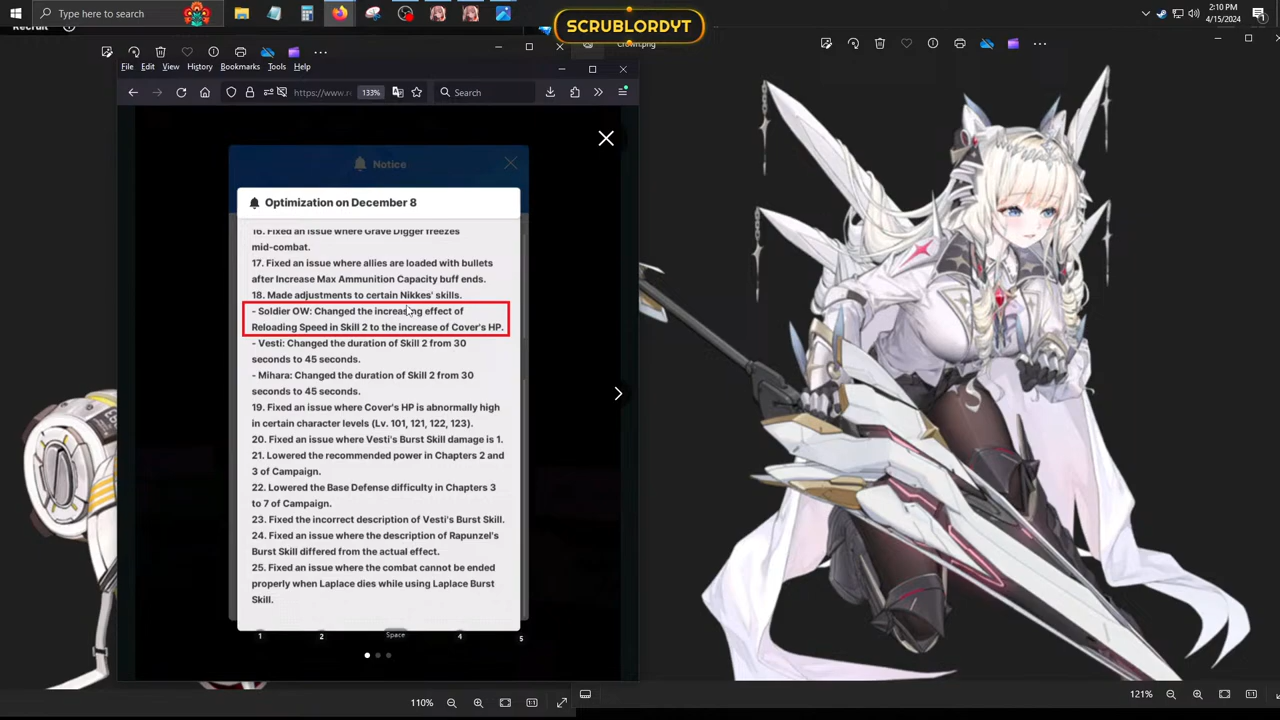 Type here to search
2:10 PM
4/15/2024
SCRUBLORDYT
Recruit
Crown.png
File Edit View History Bookmarks Tools Help
https://www.r
133%
Search
Notice
Optimization on December 8
16. Fixed an issue where Grave Digger freezes
mid-combat.
17. Fixed an issue where allies are loaded with bullets
after Increase Max Ammunition Capacity buff ends.
18. Made adjustments to certain Nikkes' skills.
- Soldier OW: Changed the increasing effect of
Reloading Speed in Skill 2 to the increase of Cover's HP.
- Vesti: Changed the duration of Skill 2 from 30
seconds to 45 seconds.
- Mihara: Changed the duration of Skill 2 from 30
seconds to 45 seconds.
19. Fixed an issue where Cover's HP is abnormally high
in certain character levels (Lv. 101, 121, 122, 123).
20. Fixed an issue where Vesti's Burst Skill damage is 1.
21. Lowered the recommended power in Chapters 2 and
3 of Campaign.
22. Lowered the Base Defense difficulty in Chapters 3
to 7 of Campaign.
23. Fixed the incorrect description of Vesti's Burst Skill.
24. Fixed an issue where the description of Rapunzel's
Burst Skill differed from the actual effect.
25. Fixed an issue where the combat cannot be ended
properly when Laplace dies while using Laplace Burst
Skill.
1 2 Space 4 5
110%
121%